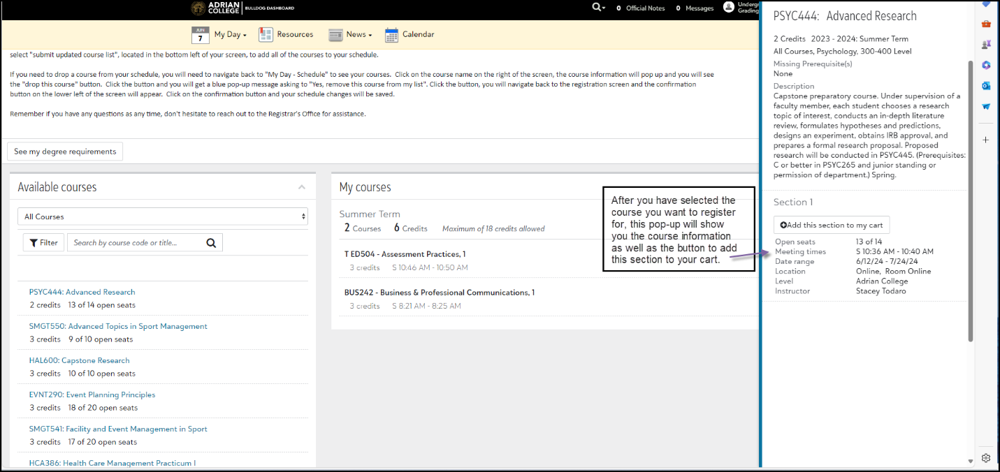 ADRIAN
COLLEGE
BULLDOG DASHBOARD
0 Official Notes
0 Messages
Undergr
Grading
JUN
7
My Day
Resources
News
Calendar
select "submit updated course list", located in the bottom left of your screen, to add all of the courses to your schedule.
If you need to drop a course from your schedule, you will need to navigate back to "My Day - Schedule" to see your courses. Click on the course name on the right of the screen, the course information will pop up and you will see
the "drop this course" button. Click the button and you will get a blue pop-up message asking to "Yes, remove this course from my list". Click the button, you will navigate back to the registration screen and the confirmation
button on the lower left of the screen will appear. Click on the confirmation button and your schedule changes will be saved.
Remember if you have any questions as any time, don't hesitate to reach out to the Registrar's Office for assistance.
See my degree requirements
Available courses
All Courses
Filter
Search by course code or title...
PSYC444: Advanced Research
2 credits 13 of 14 open seats
SMGT550: Advanced Topics in Sport Management
3 credits 9 of 10 open seats
HAL600: Capstone Research
3 credits 10 of 10 open seats
EVNT290: Event Planning Principles
3 credits 18 of 20 open seats
SMGT541: Facility and Event Management in Sport
3 credits 17 of 20 open seats
HCA386: Health Care Management Practicum I
My courses
Summer Term
2 Courses 6 Credits Maximum of 18 credits allowed
T ED504 - Assessment Practices, 1
3 credits S 10:46 AM - 10:50 AM
BUS242 - Business & Professional Communications, 1
3 credits S 8:21 AM - 8:25 AM
After you have selected the
course you want to register
for, this pop-up will show
you the course information
as well as the button to add
this section to your cart.
PSYC444: Advanced Research
2 Credits 2023 - 2024: Summer Term
All Courses, Psychology, 300-400 Level
Missing Prerequisite(s)
None
Description
Capstone preparatory course. Under supervision of a
faculty member, each student chooses a research
topic of interest, conducts an in-depth literature
review, formulates hypotheses and predictions,
designs an experiment, obtains IRB approval, and
prepares a formal research proposal. Proposed
research will be conducted in PSYC445. (Prerequisites:
C or better in PSYC265 and junior standing or
permission of department.) Spring.
Section 1
Add this section to my cart
Open seats 13 of 14
Meeting times S 10:36 AM - 10:40 AM
Date range 6/12/24 - 7/24/24
Location Online, Room Online
Level Adrian College
Instructor Stacey Todaro